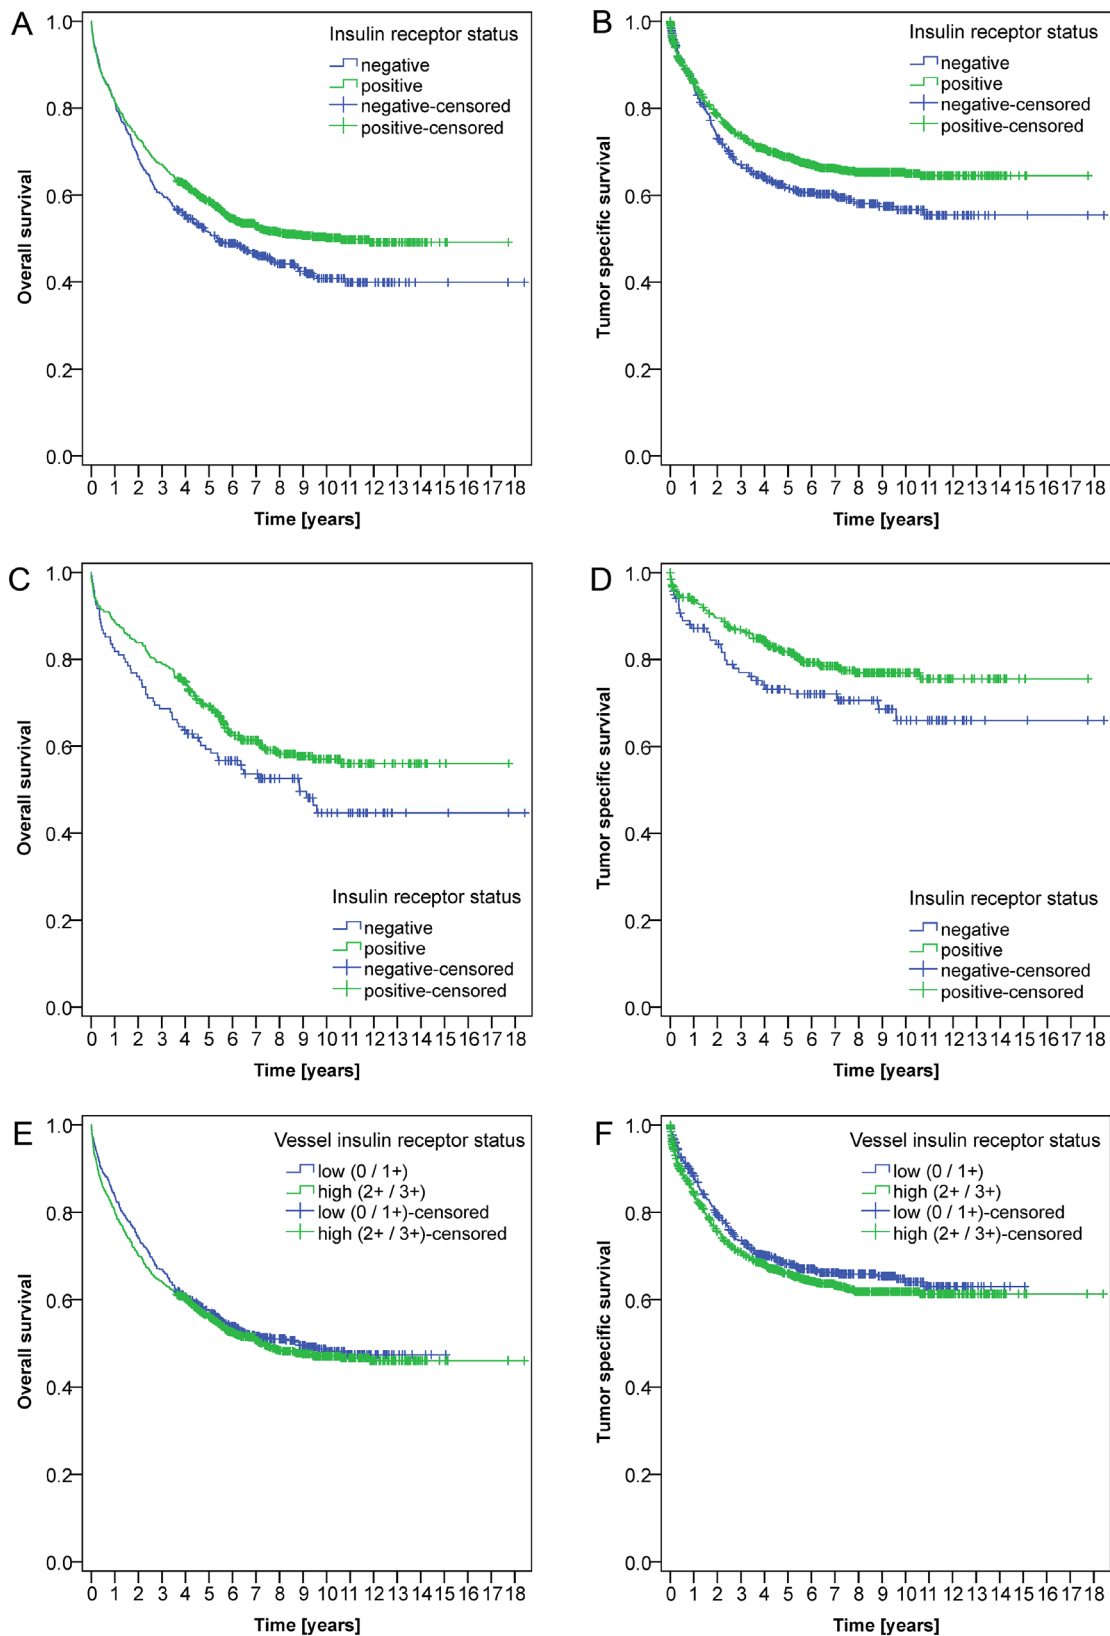 A
Insulin receptor status
negative
positive
negative-censored
positive-censored
1.0
0.8
0.6
0.4
0.2
0.0
Overall survival
0 1 2 3 4 5 6 7 8 9 10 11 12 13 14 15 16 17 18
Time [years]
B
Insulin receptor status
negative
positive
negative-censored
positive-censored
1.0
0.8
0.6
0.4
0.2
0.0
Tumor specific survival
0 1 2 3 4 5 6 7 8 9 10 11 12 13 14 15 16 17 18
Time [years]
C
1.0
0.8
0.6
0.4
0.2
0.0
Overall survival
Insulin receptor status
negative
positive
negative-censored
positive-censored
0 1 2 3 4 5 6 7 8 9 10 11 12 13 14 15 16 17 18
Time [years]
D
1.0
0.8
0.6
0.4
0.2
0.0
Tumor specific survival
Insulin receptor status
negative
positive
negative-censored
positive-censored
0 1 2 3 4 5 6 7 8 9 10 11 12 13 14 15 16 17 18
Time [years]
E
Vessel insulin receptor status
low (0 / 1+)
high (2+ / 3+)
low (0 / 1+)-censored
high (2+ / 3+)-censored
1.0
0.8
0.6
0.4
0.2
0.0
Overall survival
0 1 2 3 4 5 6 7 8 9 10 11 12 13 14 15 16 17 18
Time [years]
F
Vessel insulin receptor status
low (0 / 1+)
high (2+ / 3+)
low (0 / 1+)-censored
high (2+ / 3+)-censored
1.0
0.8
0.6
0.4
0.2
0.0
Tumor specific survival
0 1 2 3 4 5 6 7 8 9 10 11 12 13 14 15 16 17 18
Time [years]